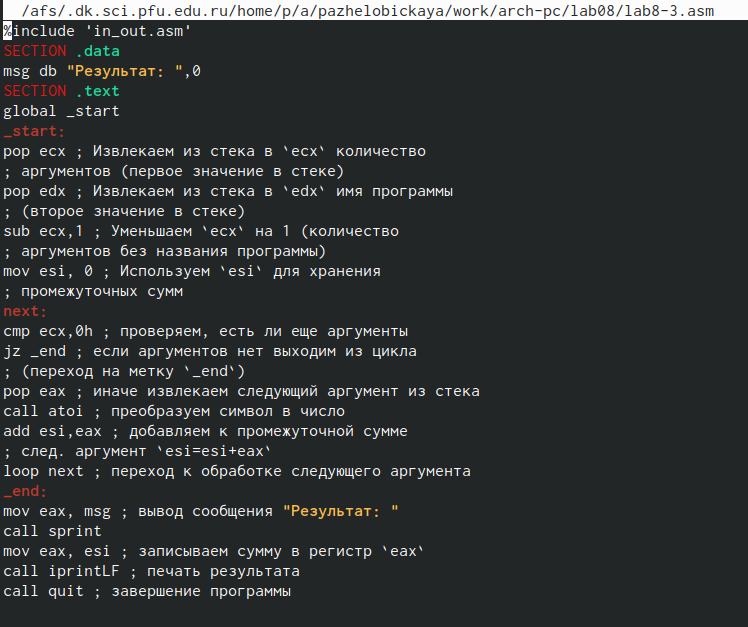 /afs/.dk.sci.pfu.edu.ru/home/p/a/pazhelobickaya/work/arch-pc/lab08/lab8-3.asm
%include 'in_out.asm'
SECTION .data
msg db "Результат: ",0
SECTION .text
global _start
_start:
pop ecx ; Извлекаем из стека в `ecx` количество
; аргументов (первое значение в стеке)
pop edx ; Извлекаем из стека в `edx` имя программы
; (второе значение в стеке)
sub ecx,1 ; Уменьшаем `ecx` на 1 (количество
; аргументов без названия программы)
mov esi, 0 ; Используем `esi` для хранения
; промежуточных сумм
next:
cmp ecx,0h ; проверяем, есть ли еще аргументы
jz _end ; если аргументов нет выходим из цикла
; (переход на метку `_end`)
pop eax ; иначе извлекаем следующий аргумент из стека
call atoi ; преобразуем символ в число
add esi,eax ; добавляем к промежуточной сумме
; след. аргумент `esi=esi+eax`
loop next ; переход к обработке следующего аргумента
_end:
mov eax, msg ; вывод сообщения "Результат: "
call sprint
mov eax, esi ; записываем сумму в регистр `eax`
call iprintLF ; печать результата
call quit ; завершение программы